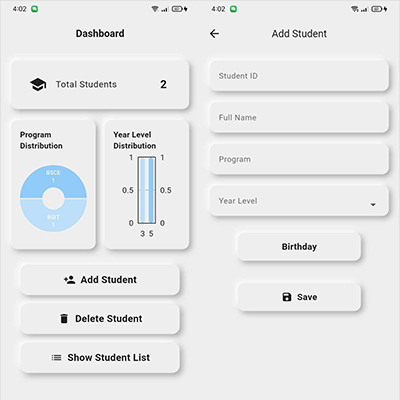 4:02
Dashboard
Total Students 2
Program
Distribution
BSCS
1
BSIT
1
Year Level
Distribution
1 1
0.5 0.5
0 0
3 5
Add Student
Delete Student
Show Student List
4:02
Add Student
Student ID
Full Name
Program
Year Level
Birthday
Save